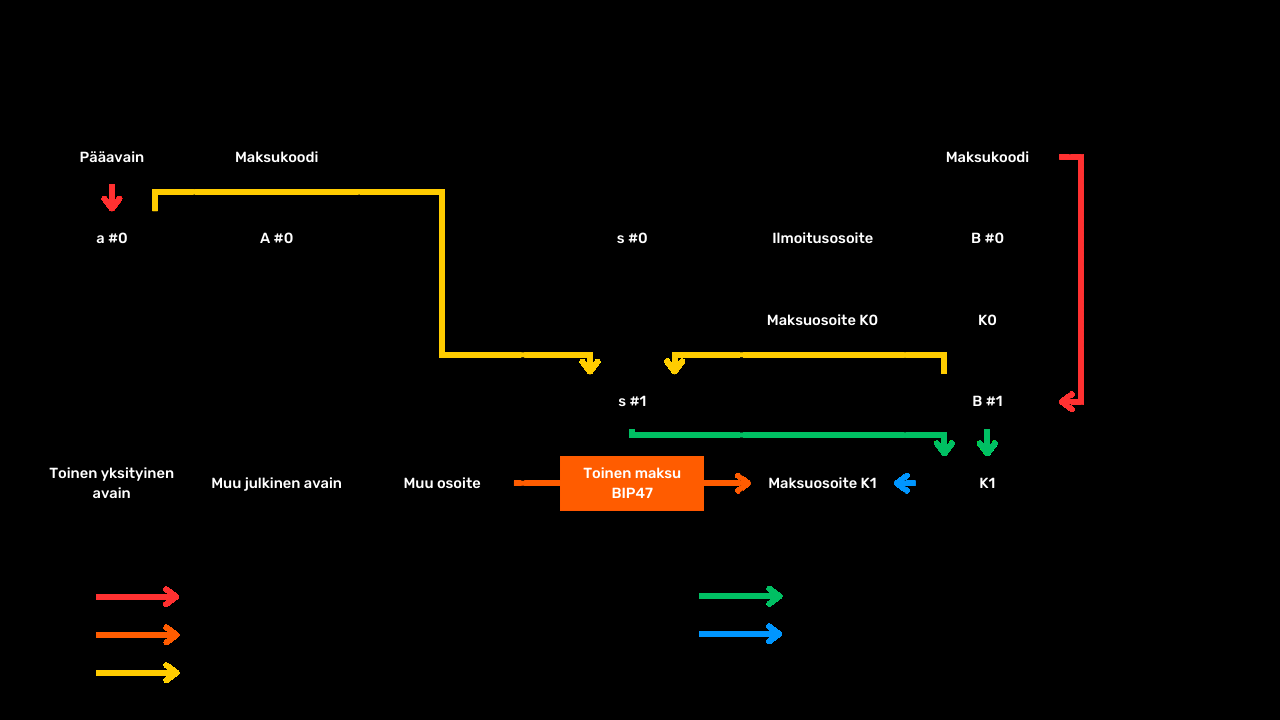 Pääavain
Maksukoodi
Maksukoodi
a #0
A #0
s #0
Ilmoitusosoite
B #0
Maksuosoite K0
K0
s #1
B #1
Toinen yksityinen
avain
Muu julkinen avain
Muu osoite
Toinen maksu
BIP47
Maksuosoite K1
K1